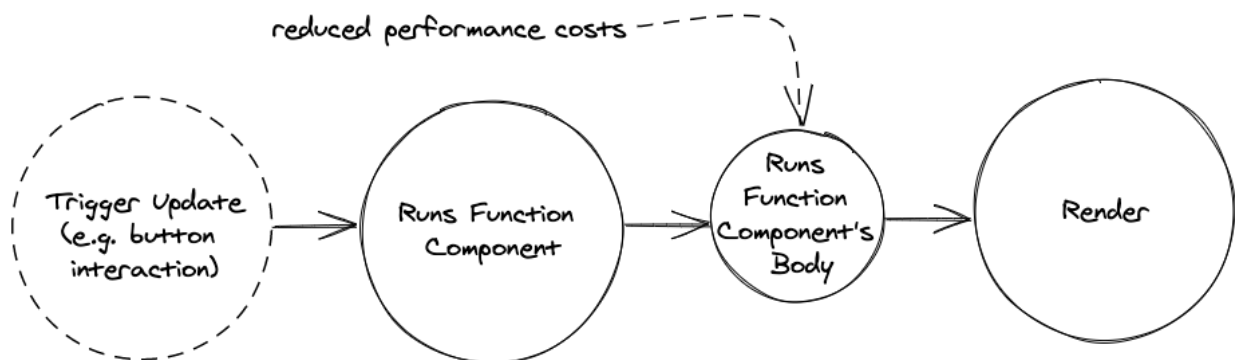 reduced performance costs
Trigger Update
(e.g. button
interaction)
Runs Function
Component
Runs
Function
Component's
Body
Render